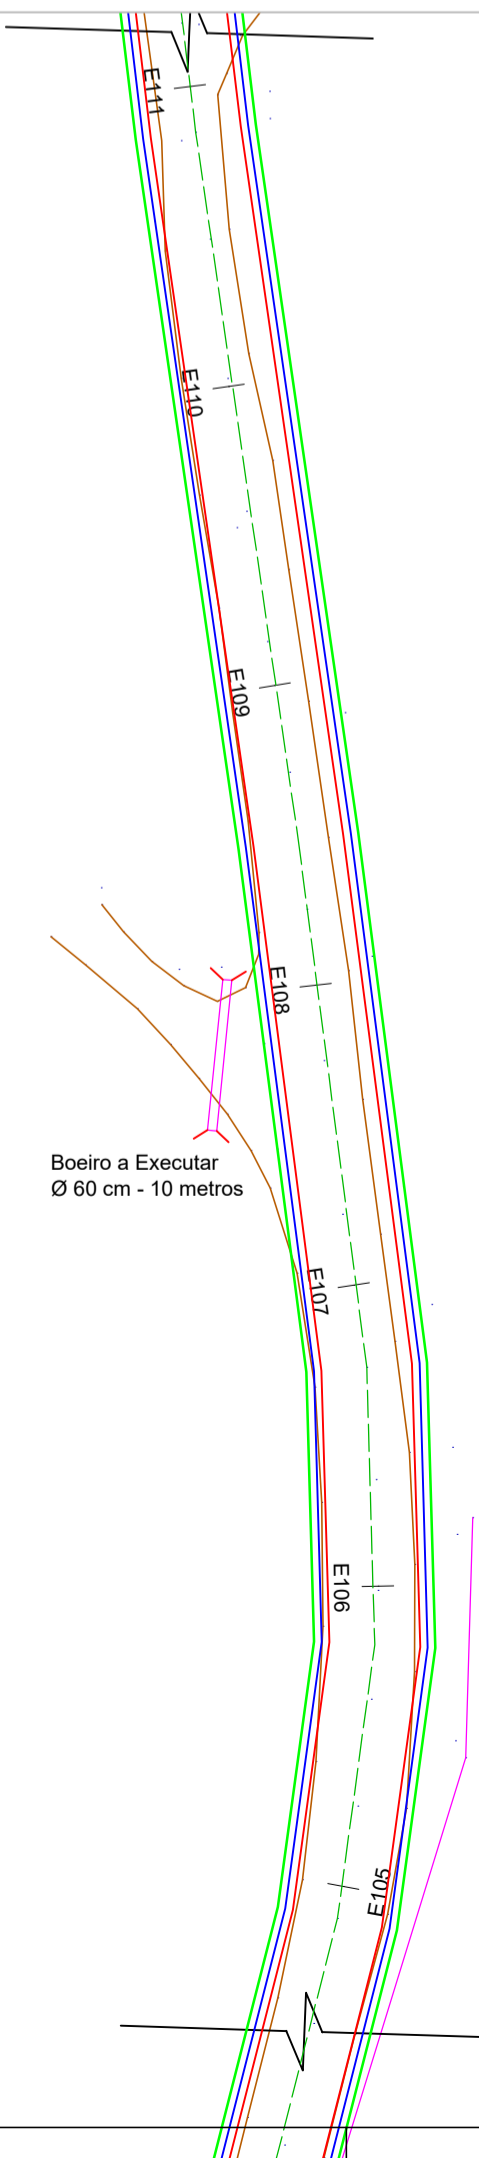 E111
E110
E109
E108
Boeiro a Executar
Ø 60 cm - 10 metros
E107
E106
E105